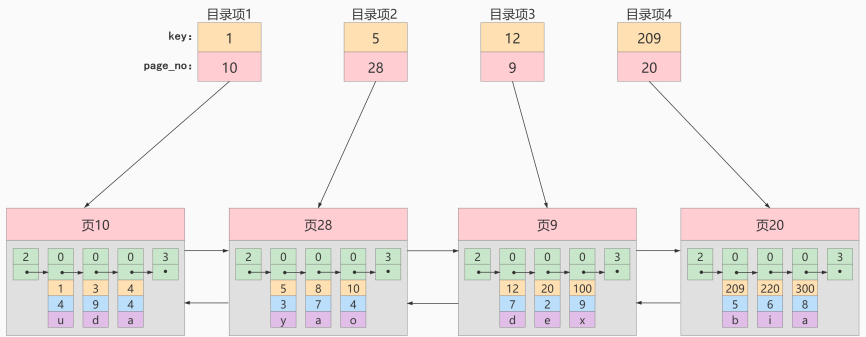 目录项1 目录项2 目录项3 目录项4
key: 1 5 12 209
page_no: 10 28 9 20
页10 页28 页9 页20
2 0 0 0 3 2 0 0 0 3 2 0 0 0 3 2 0 0 0 3
1 3 4 5 8 10 12 20 100 209 220 300
4 9 4 3 7 4 7 2 9 5 6 8
u d a y a o d e x b i a